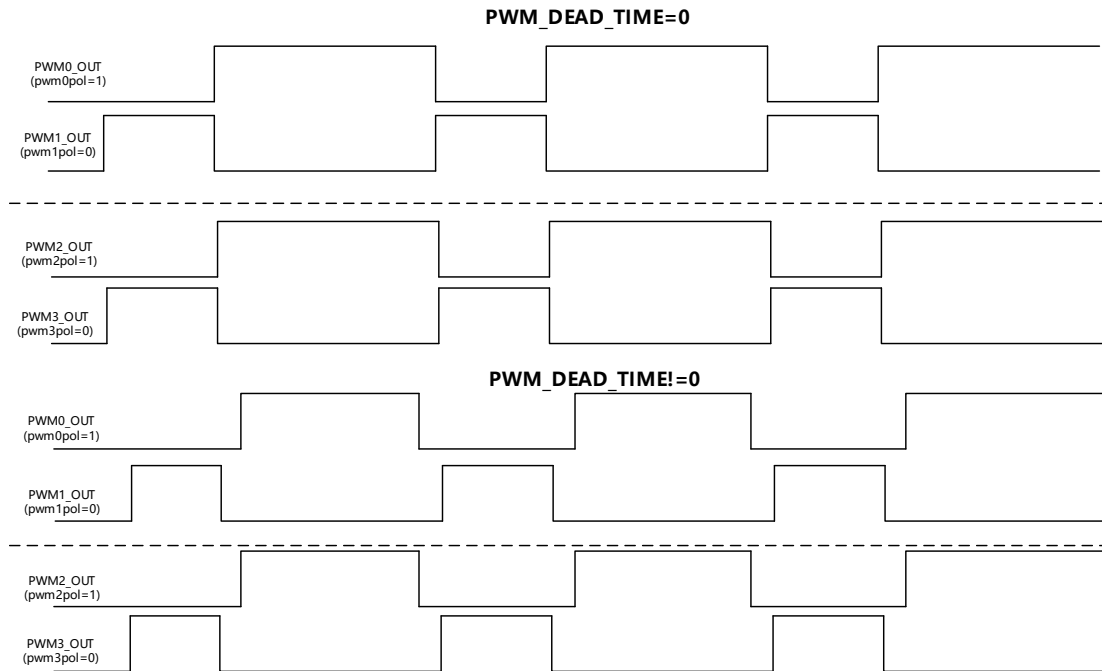 PWM_DEAD_TIME=0
PWM0_OUT
(pwm0pol=1)
PWM1_OUT
(pwm1pol=0)
PWM2_OUT
(pwm2pol=1)
PWM3_OUT
(pwm3pol=0)
PWM_DEAD_TIME!=0
PWM0_OUT
(pwm0pol=1)
PWM1_OUT
(pwm1pol=0)
PWM2_OUT
(pwm2pol=1)
PWM3_OUT
(pwm3pol=0)